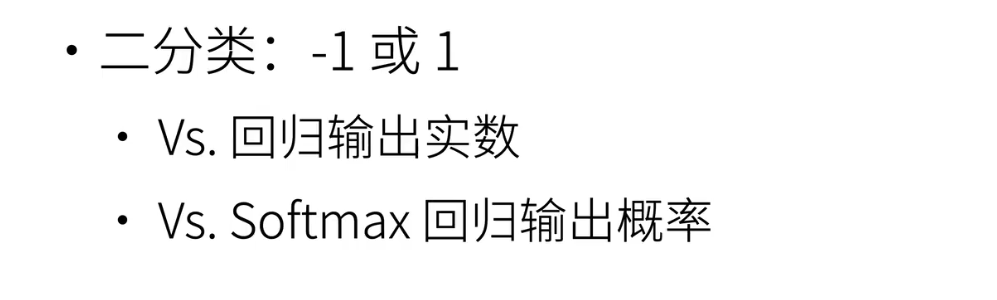 • 二分类：-1 或 1
• Vs. 回归输出实数
• Vs. Softmax 回归输出概率